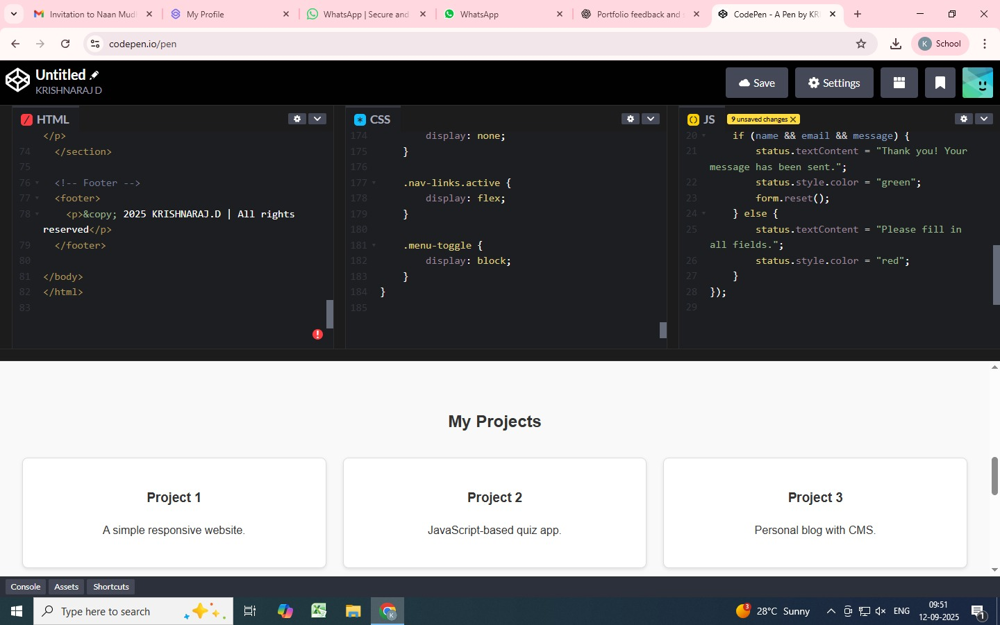 Invitation to Naan Mud
My Profile
WhatsApp | Secure and
WhatsApp
Portfolio feedback and
CodePen - A Pen by KR
codepen.io/pen
K School
Untitled
KRISHNARAJ D
Save
Settings
HTML
</p>
74 </section>
75
76 <!-- Footer -->
77 <footer>
78 <p>&copy; 2025 KRISHNARAJ.D | All rights
reserved</p>
79 </footer>
80
81 </body>
82 </html>
83
CSS
174 display: none;
175 }
176
177 .nav-links.active {
178 display: flex;
179 }
180
181 .menu-toggle {
182 display: block;
183 }
184 }
185
JS 9 unsaved changes X
20 if (name && email && message) {
21 status.textContent = "Thank you! Your
message has been sent.";
22 status.style.color = "green";
23 form.reset();
24 } else {
25 status.textContent = "Please fill in
all fields.";
26 status.style.color = "red";
27 }
28 });
29
My Projects
Project 1
A simple responsive website.
Project 2
JavaScript-based quiz app.
Project 3
Personal blog with CMS.
Console Assets Shortcuts
Type here to search
3
28°C Sunny
ENG
09:51
12-09-2025
1